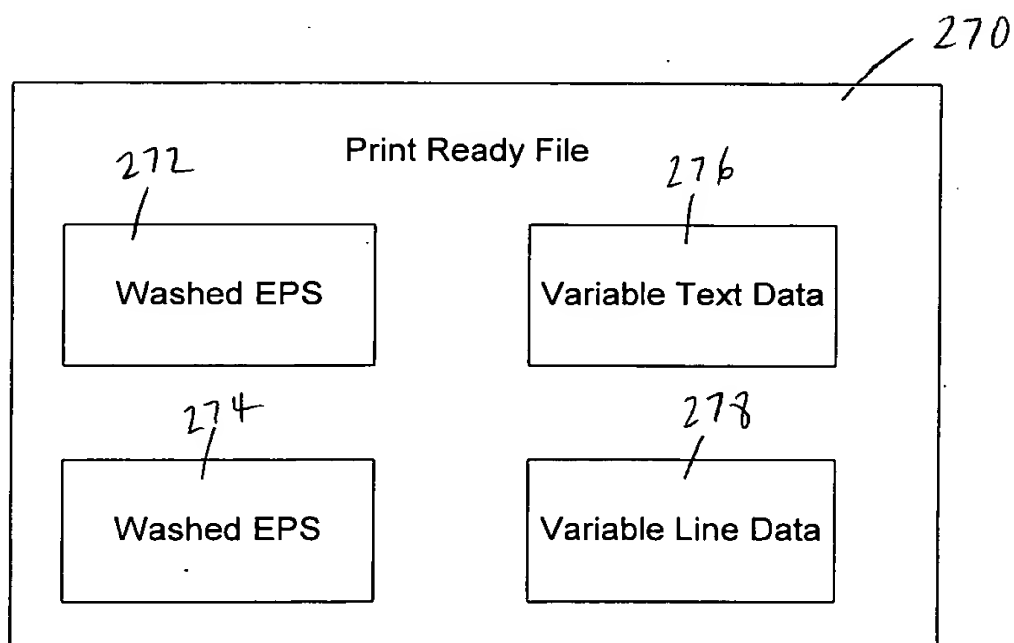 270
Print Ready File
272
276
Washed EPS
Variable Text Data
274
278
Washed EPS
Variable Line Data